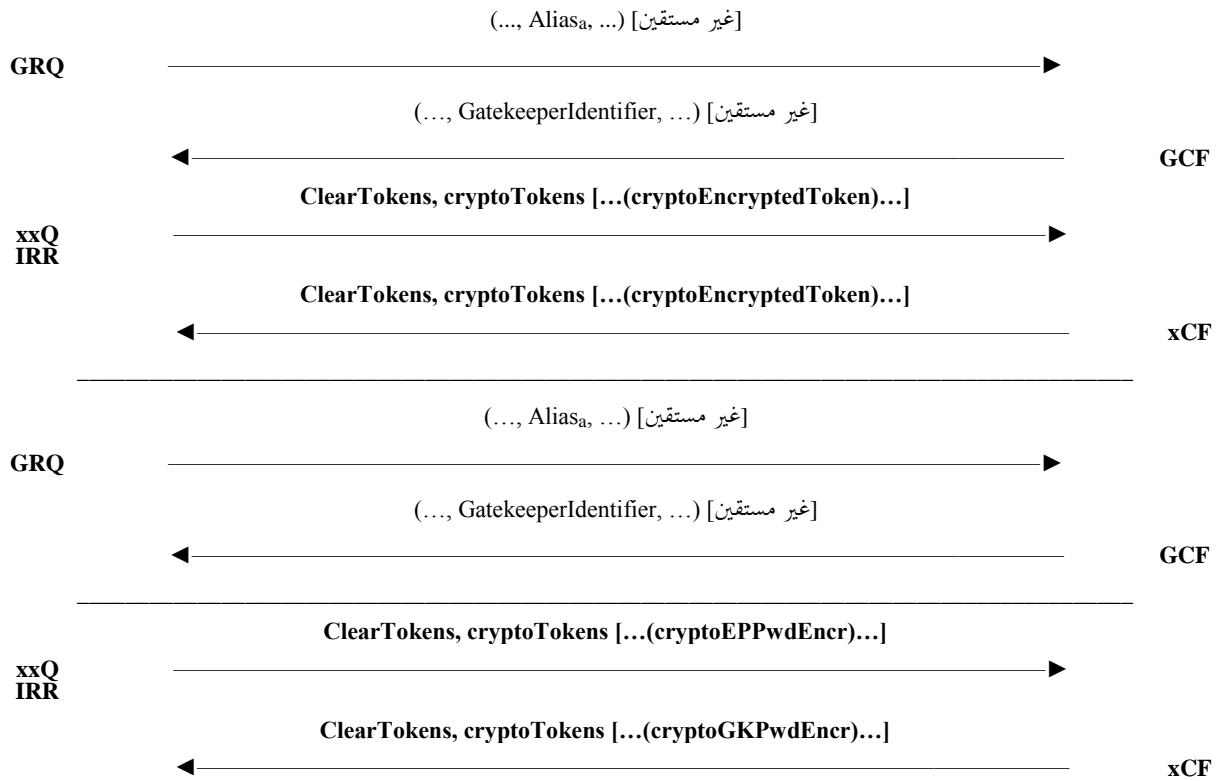 (..., Aliasₐ, ...) [غير مستقين]
GRQ
(…, GatekeeperIdentifier, …) [غير مستقين]
GCF
ClearTokens, cryptoTokens […(cryptoEncryptedToken)…]
xxQ
IRR
ClearTokens, cryptoTokens […(cryptoEncryptedToken)…]
xCF
(…, Aliasₐ, …) [غير مستقين]
GRQ
(…, GatekeeperIdentifier, …) [غير مستقين]
GCF
ClearTokens, cryptoTokens […(cryptoEPPwdEncr)…]
xxQ
IRR
ClearTokens, cryptoTokens […(cryptoGKPwdEncr)…]
xCF